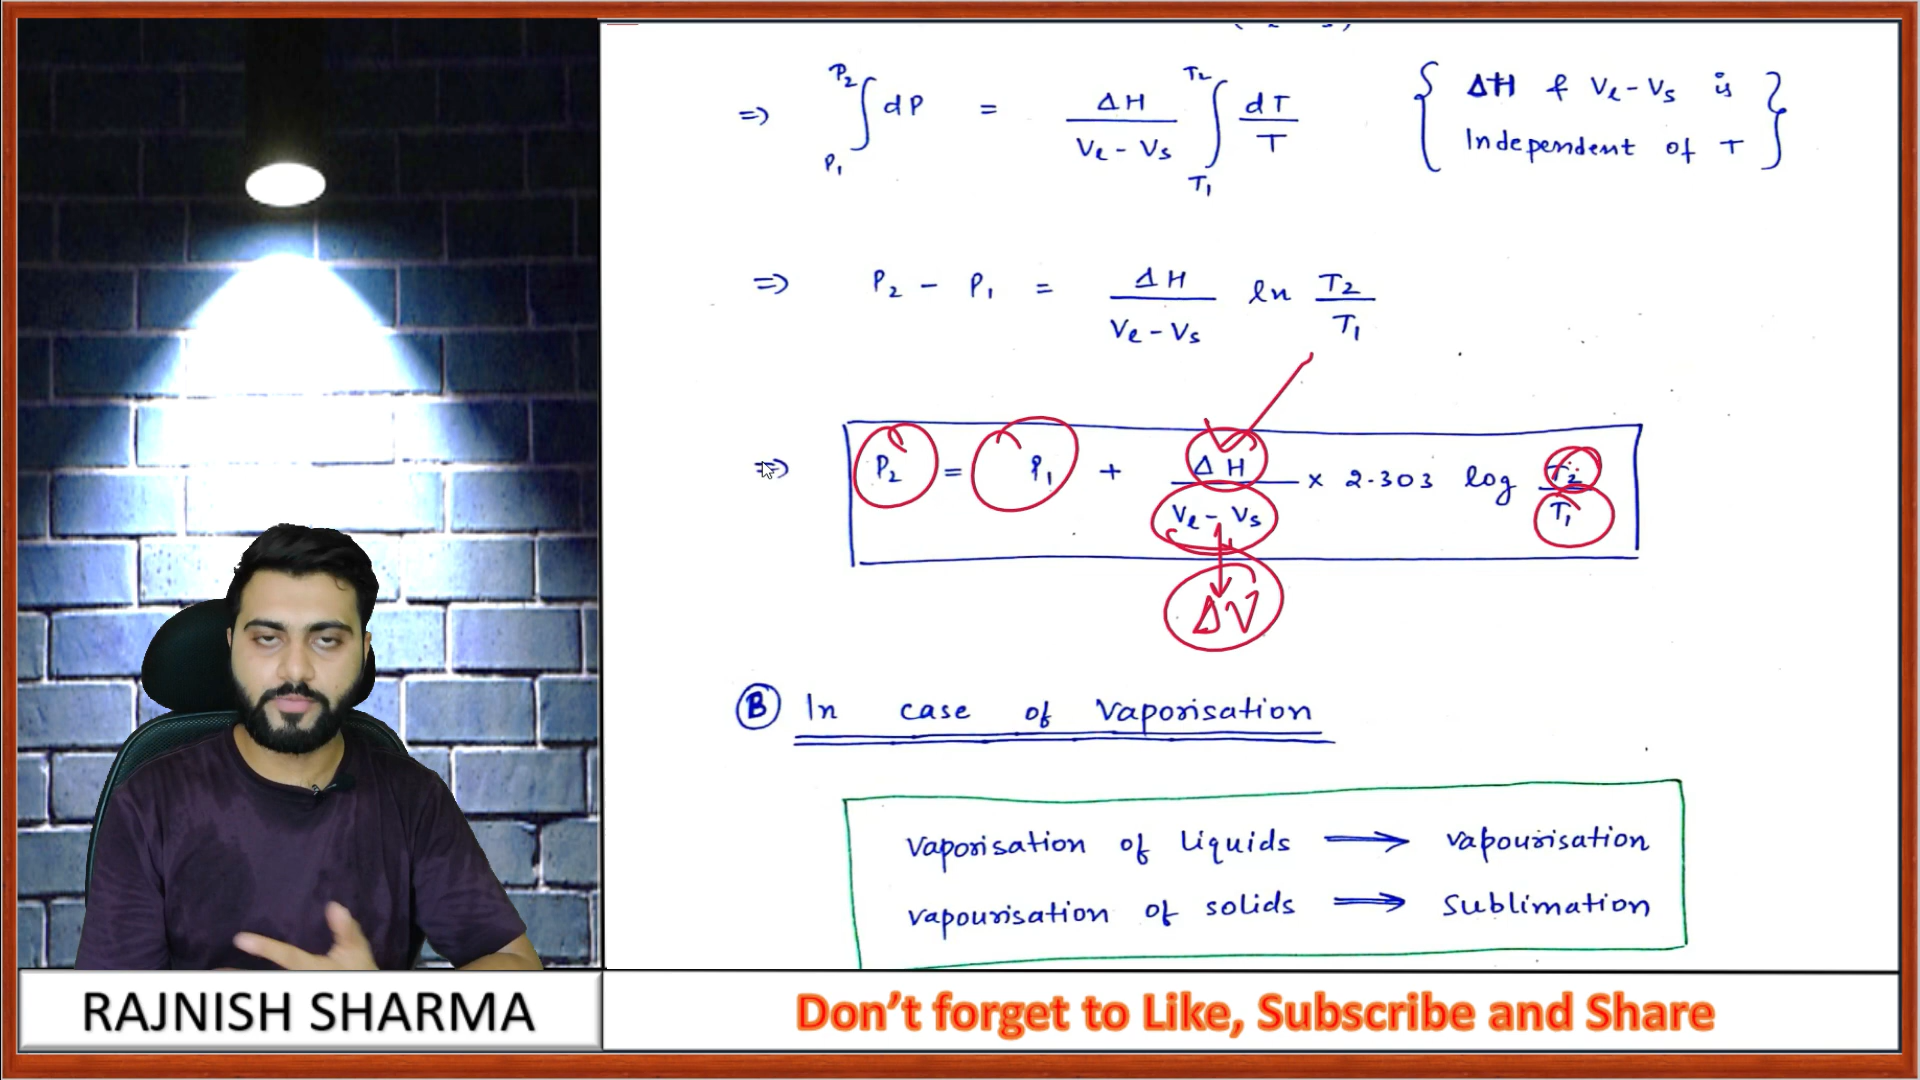 => ∫ dP = ΔH / Vl - Vs ∫ dT / T { ΔH & Vl - Vs is
P2 P1 T2 T1 Independent of T }
=> P2 - P1 = ΔH / Vl - Vs ln T2 / T1
=> P2 = P1 + ΔH / Vl - Vs × 2.303 log T2 / T1
ΔV
(B) In case of Vaporisation
Vaporisation of Liquids → vapourisation
vapourisation of solids → Sublimation
RAJNISH SHARMA
Don't forget to Like, Subscribe and Share